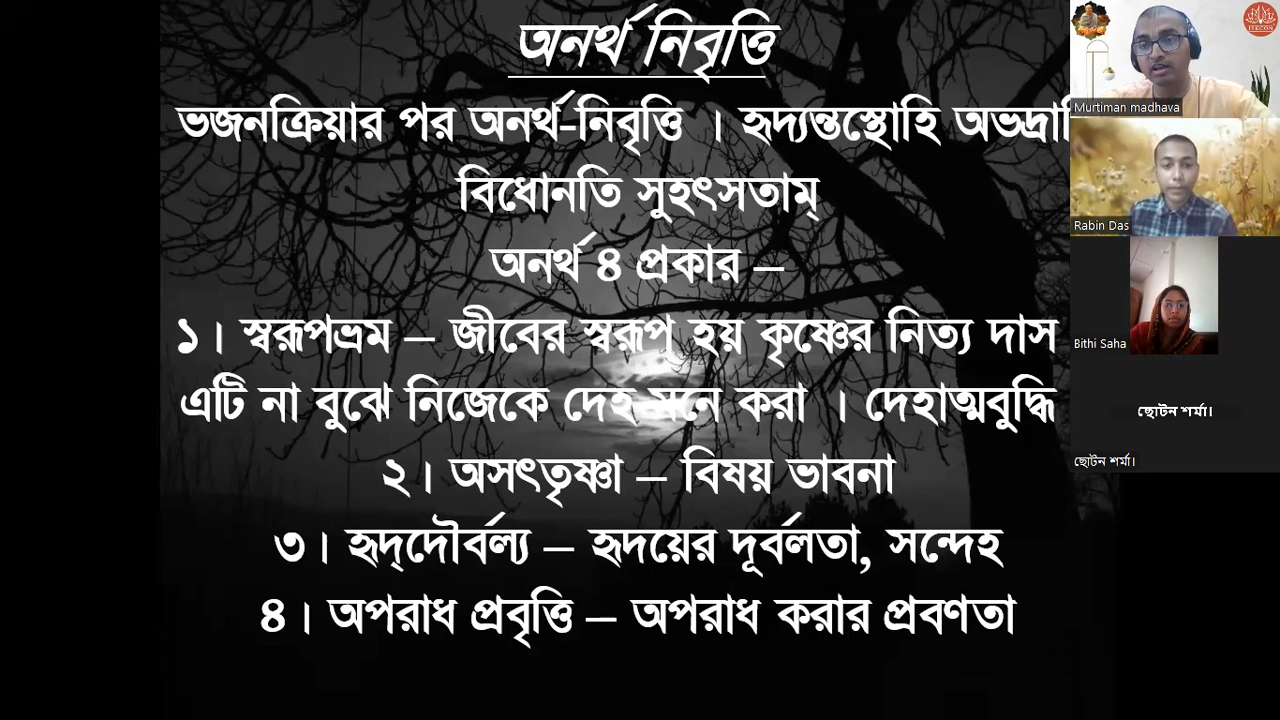 অনর্থ নিবৃত্তি
ভজনক্রিয়ার পর অনর্থ-নিবৃত্তি । হৃদ্যন্তস্থোহি
বিধোনতি সুহৃৎসতাম্
অনর্থ ৪ প্রকার –
১। স্বরূপভ্রম – জীবের স্বরূপ হয় কৃষ্ণের নিত্য দাস
এটি না বুঝে নিজেকে দেহ মনে করা । দেহাত্মবুদ্ধি
২। অসৎতৃষ্ণা – বিষয় ভাবনা
৩। হৃদ্‌দৌর্বল্য – হৃদয়ের দূর্বলতা, সন্দেহ
৪। অপরাধ প্রবৃত্তি – অপরাধ করার প্রবণতা
Murtiman madhava
ISKCON
Rabin Das
Bithi Saha
ছোটন শর্মা।
ছোটন শর্মা।